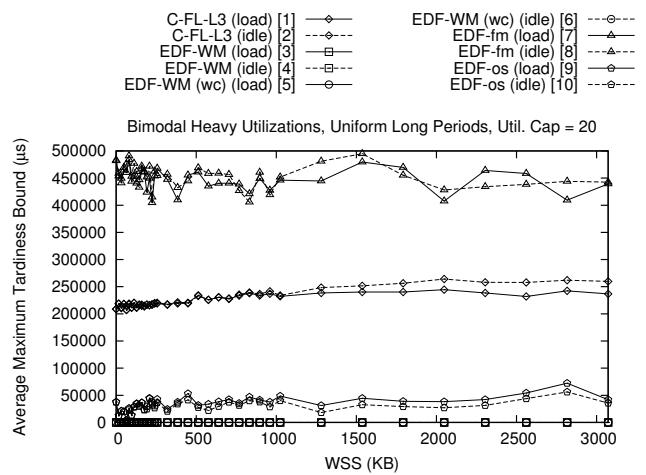 C-FL-L3 (load) [1]
C-FL-L3 (idle) [2]
EDF-WM (load) [3]
EDF-WM (idle) [4]
EDF-WM (wc) (load) [5]
EDF-WM (wc) (idle) [6]
EDF-fm (load) [7]
EDF-fm (idle) [8]
EDF-os (load) [9]
EDF-os (idle) [10]
Bimodal Heavy Utilizations, Uniform Long Periods, Util. Cap = 20
Average Maximum Tardiness Bound (µs)
500000
450000
400000
350000
300000
250000
200000
150000
100000
50000
0
0 500 1000 1500 2000 2500 3000
WSS (KB)